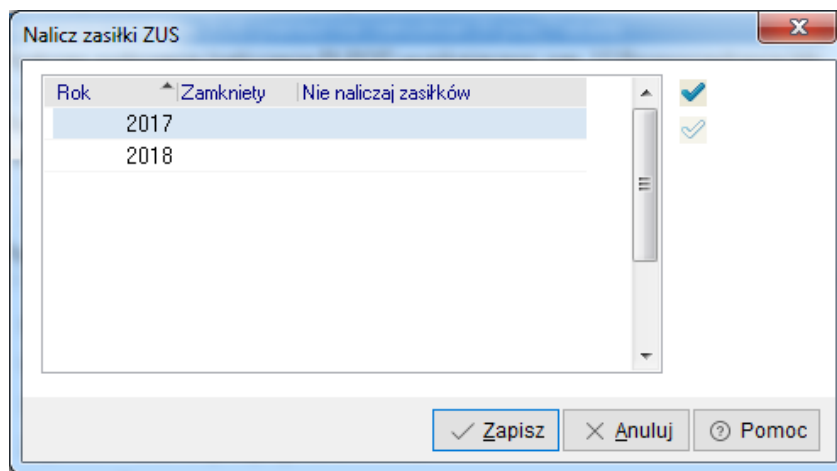 Nalicz zasiłki ZUS
Rok Zamkniety Nie naliczaj zasiłków
2017
2018
Zapisz Anuluj Pomoc